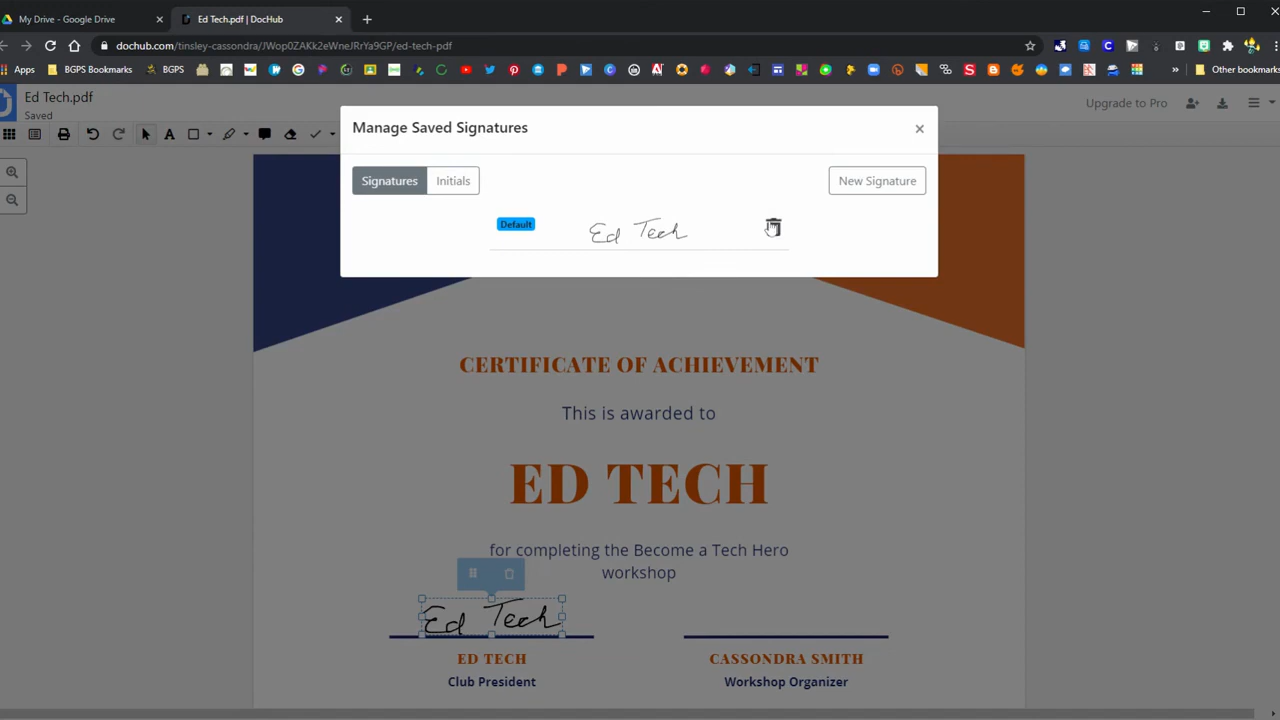 My Drive - Google Drive
Ed Tech.pdf | DocHub
dochub.com/tinsley-cassondra/JWop0ZAKk2eWneJRrYa9GP/ed-tech-pdf
Apps
BGPS Bookmarks
BGPS
Other bookmarks
Ed Tech.pdf
Saved
Upgrade to Pro
Manage Saved Signatures
Signatures
Initials
New Signature
Default
Ed Tech
CERTIFICATE OF ACHIEVEMENT
This is awarded to
ED TECH
for completing the Become a Tech Hero
workshop
Ed Tech
ED TECH
CASSONDRA SMITH
Club President
Workshop Organizer